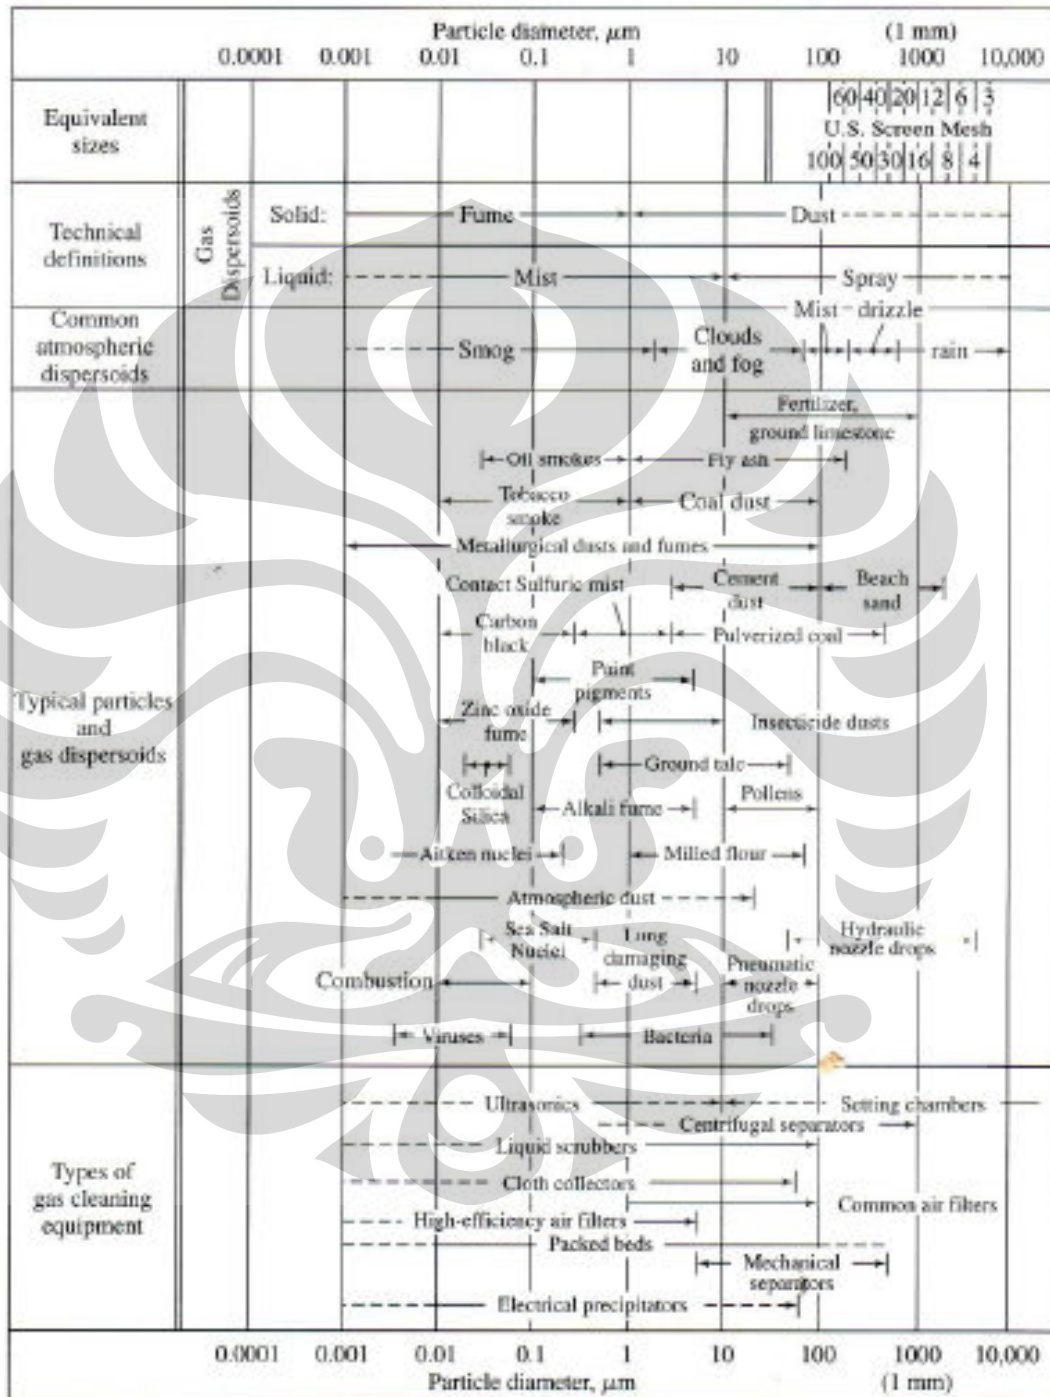 Particle diameter, μm (1 mm)
0.0001 0.001 0.01 0.1 1 10 100 1000 10,000
Equivalent
sizes
60 40 20 12 6 3
U.S. Screen Mesh
100 50 30 16 8 4
Technical
definitions
Gas
Dispersoids
Solid: Fume Dust
Liquid: Mist Spray
Common
atmospheric
dispersoids
Mist drizzle
Smog
Clouds
and fog
rain
Typical particles
and
gas dispersoids
Fertilizer,
ground limestone
Oil smokes Fly ash
Tobacco
smoke
Coal dust
Metallurgical dusts and fumes
Contact Sulfuric mist
Cement
dust
Beach
sand
Carbon
black
Pulverized coal
Paint
pigments
Zinc oxide
fume
Insecticide dusts
Ground talc
Colloidal
Silica
Alkali fume
Pollens
Aitken nuclei Milled flour
Atmospheric dust
Sea Salt
Nuclei
Lung
damaging
dust
Hydraulic
nozzle drops
Combustion
Pneumatic
nozzle
drops
Viruses Bacteria
Types of
gas cleaning
equipment
Ultrasonics Setting chambers
Centrifugal separators
Liquid scrubbers
Cloth collectors
Common air filters
High-efficiency air filters
Packed beds
Mechanical
separators
Electrical precipitators
0.0001 0.001 0.01 0.1 1 10 100 1000 10,000
Particle diameter, μm (1 mm)